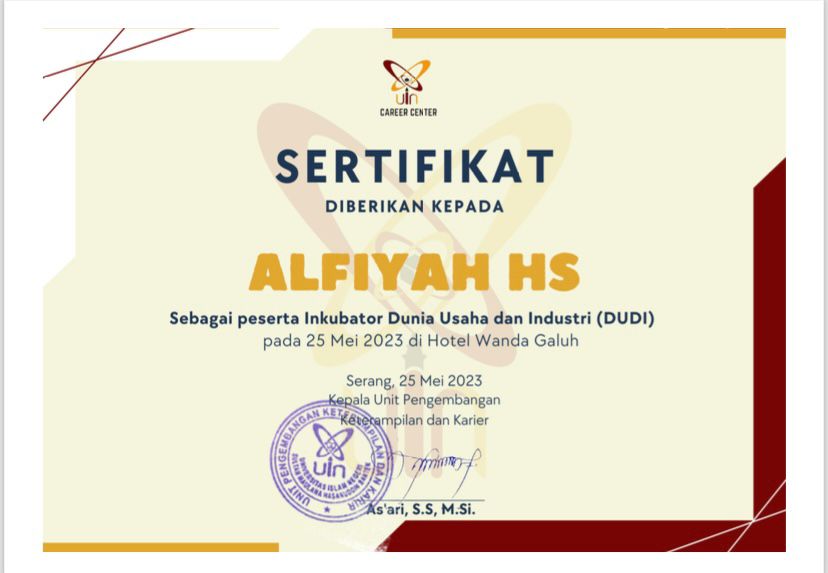 uin
CAREER CENTER
SERTIFIKAT
DIBERIKAN KEPADA
ALFIYAH HS
Sebagai peserta Inkubator Dunia Usaha dan Industri (DUDI)
pada 25 Mei 2023 di Hotel Wanda Galuh
Serang, 25 Mei 2023
Kepala Unit Pengembangan
Keterampilan dan Karier
UNIT PENGEMBANGAN KETERAMPILAN DAN KARIR
uin
UNIVERSITAS ISLAM NEGERI
SULTAN MAULANA HASANUDDIN BANTEN
As'ari, S.S, M.Si.